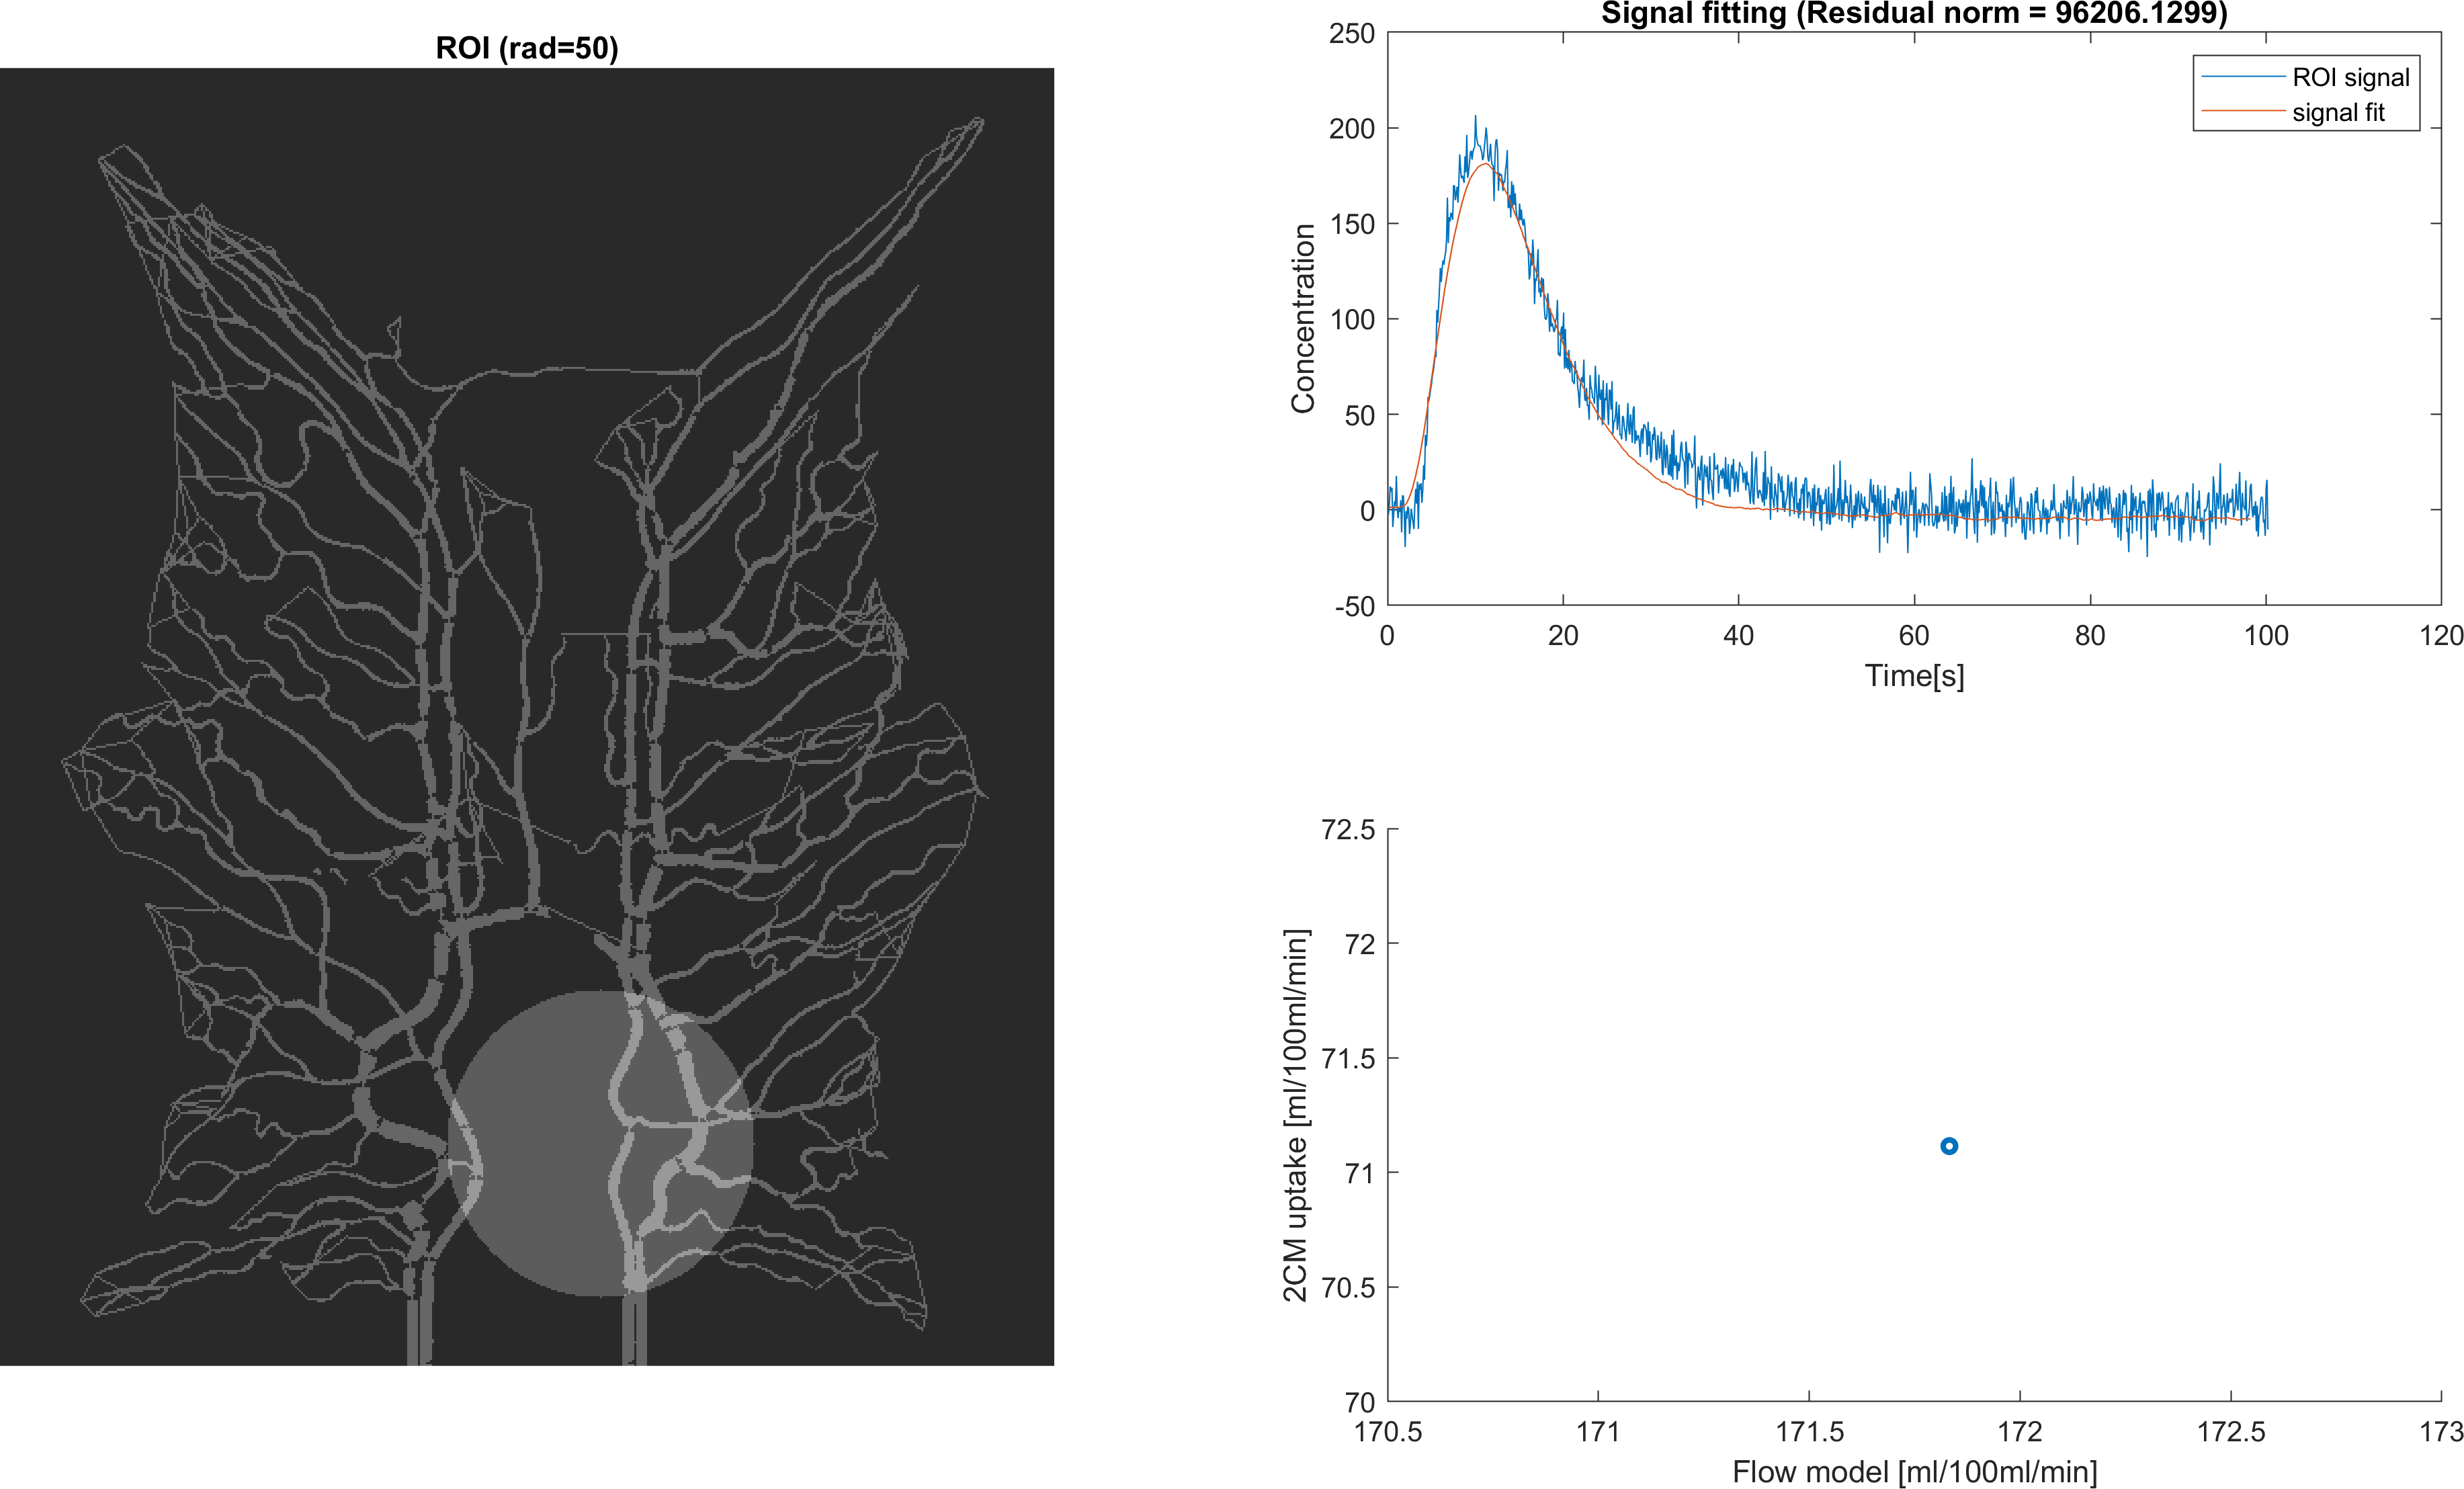 ROI (rad=50)
Signal fitting (Residual norm = 96206.1299)
250
200
150
100
50
0
-50
Concentration
ROI signal
signal fit
0 20 40 60 80 100 120
Time[s]
72.5
72
71.5
71
70.5
70
2CM uptake [ml/100ml/min]
170.5 171 171.5 172 172.5 173
Flow model [ml/100ml/min]